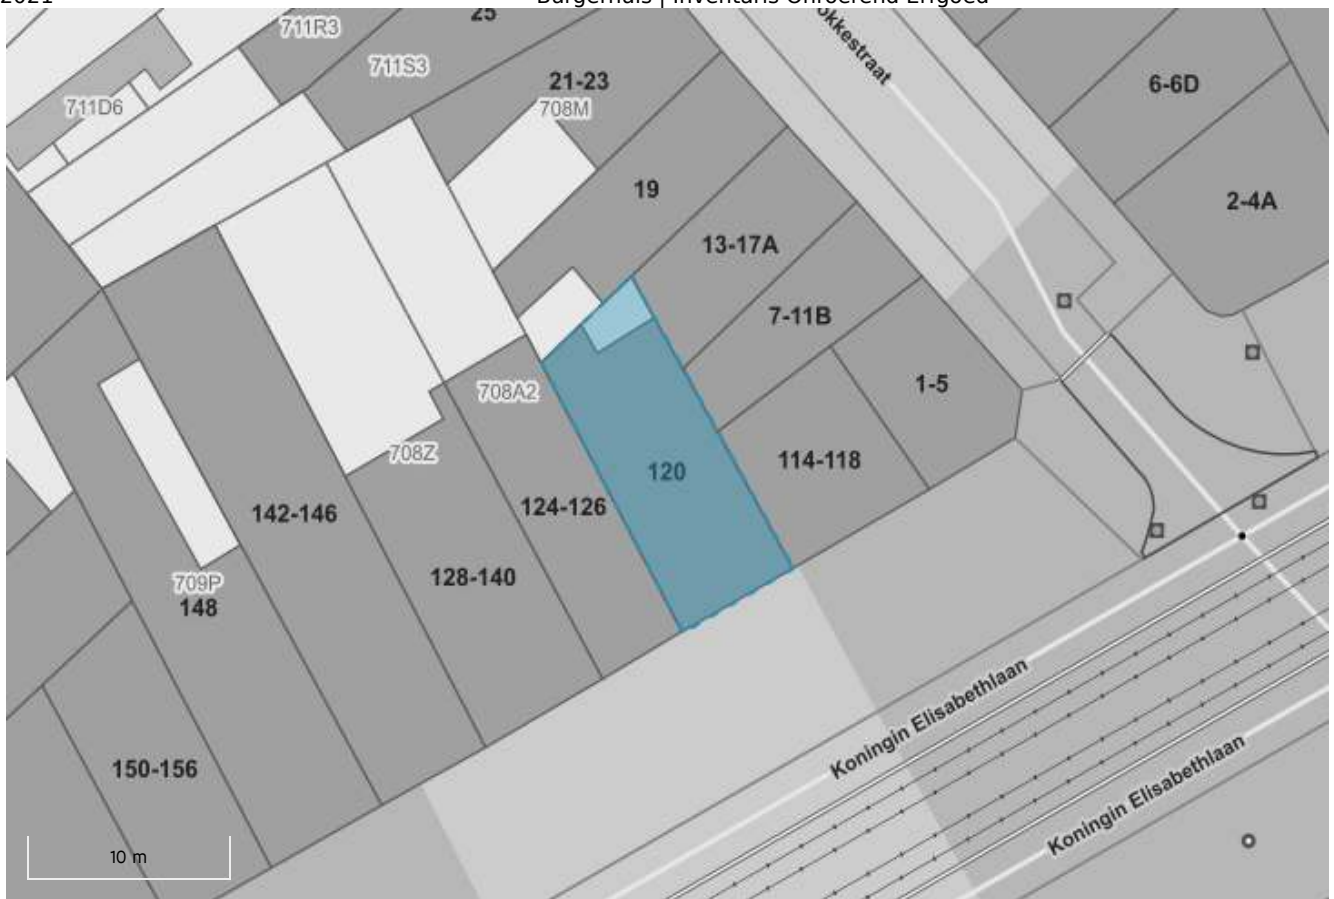 2021
Burgerhuis | Inventaris Onroerend Erfgoed
25
711R3
711S3
21-23
708M
711D6
okkestraat
6-6D
19
2-4A
13-17A
7-11B
1-5
708A2
708Z
120
114-118
142-146
124-126
128-140
709P
148
150-156
Koningin Elisabethlaan
Koningin Elisabethlaan
10 m